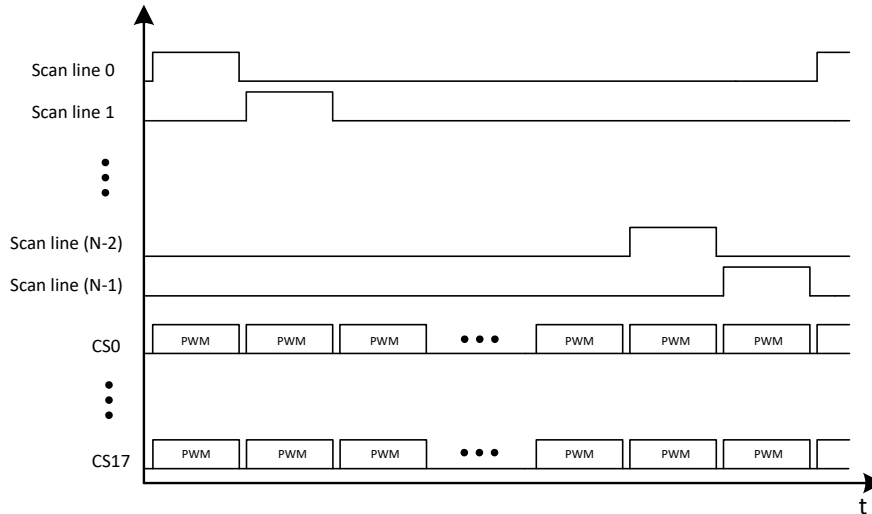 Scan line 0
Scan line 1
Scan line (N-2)
Scan line (N-1)
CS0 PWM PWM PWM PWM PWM PWM
CS17 PWM PWM PWM PWM PWM PWM
t